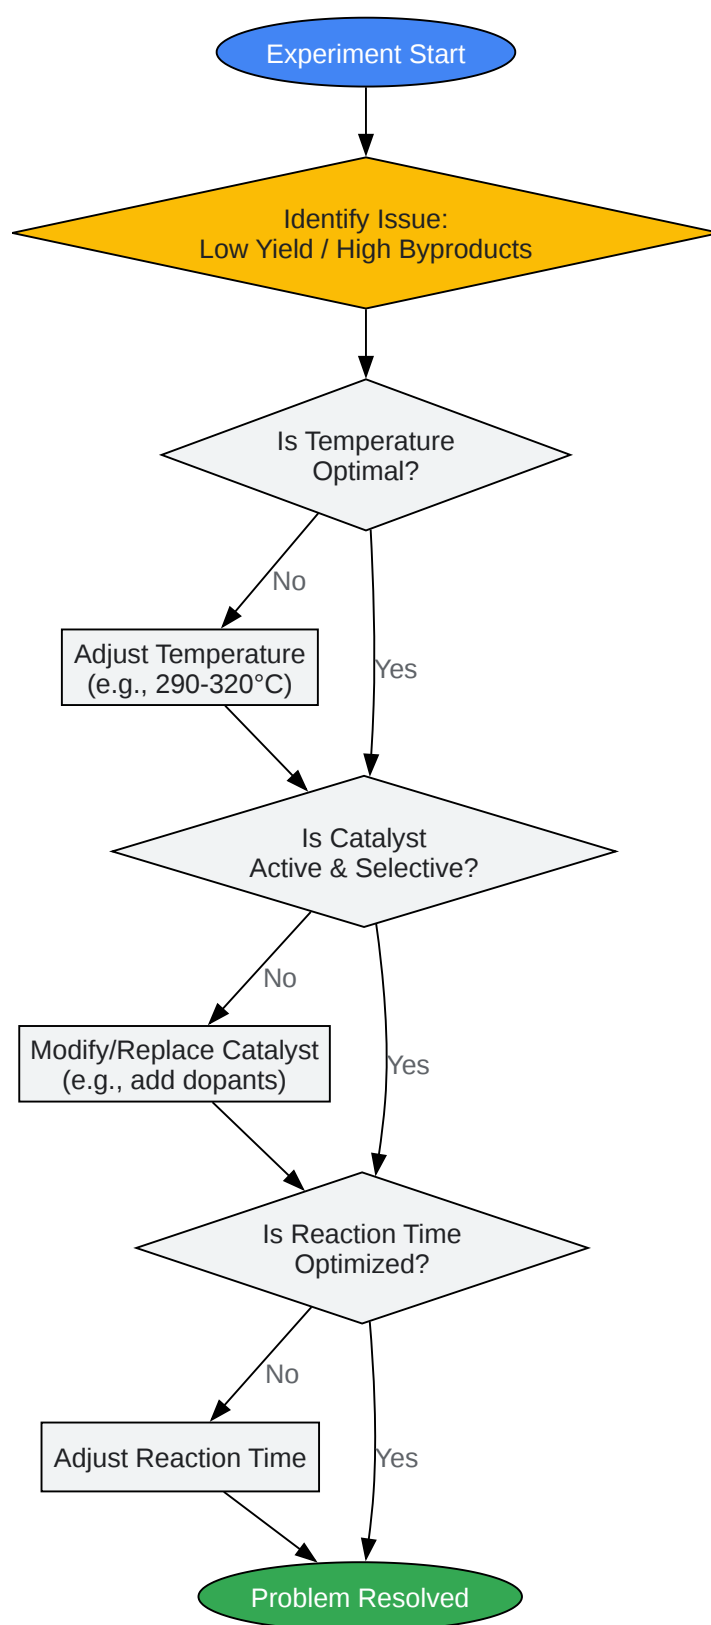 Experiment Start
Identify Issue:
Low Yield / High Byproducts
Is Temperature
Optimal?
No
Adjust Temperature
(e.g., 290-320°C)
Yes
Is Catalyst
Active & Selective?
No
Modify/Replace Catalyst
(e.g., add dopants)
Yes
Is Reaction Time
Optimized?
No
Adjust Reaction Time
Yes
Problem Resolved